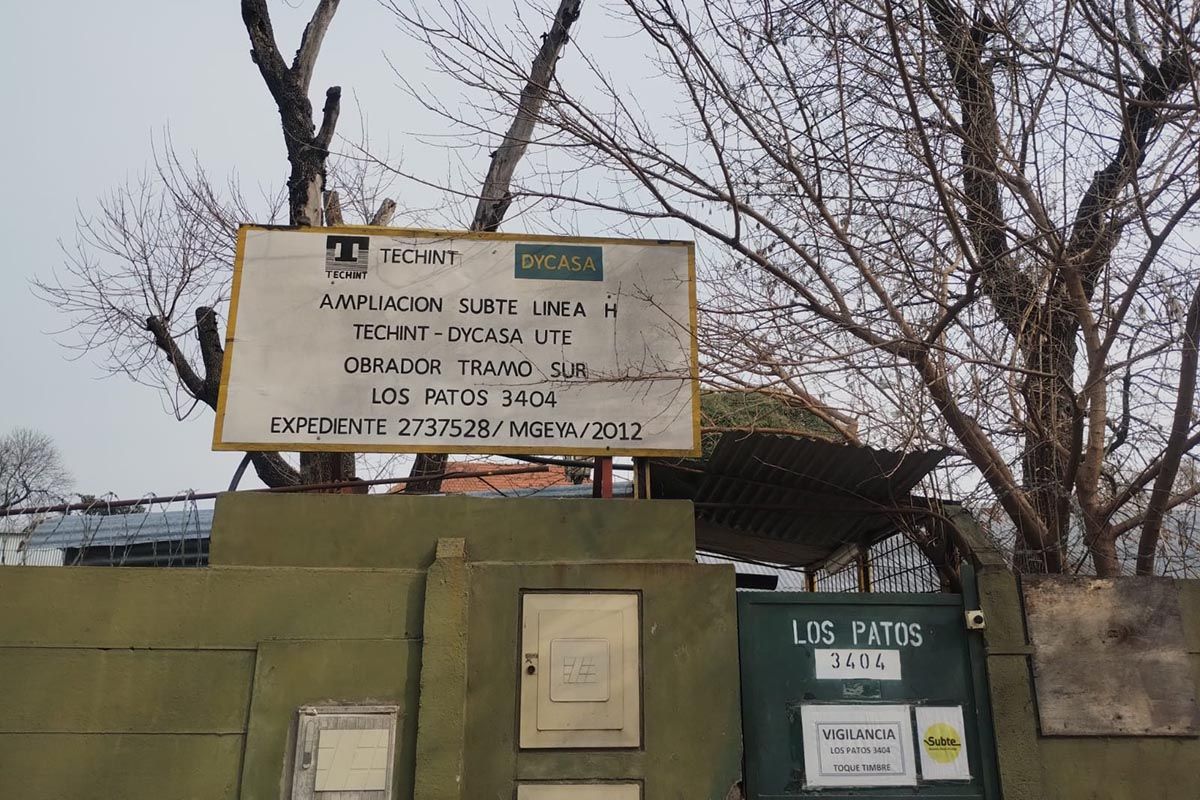 TECHINT
TECHINT
DYCASA
AMPLIACION SUBTE LINEA H
TECHINT-DYCASA UTE
OBRADOR TRAMO SUR
LOS PATOS 3404
EXPEDIENTE 2737528/MGEYA/2012
LOS PATOS
3404
VIGILANCIA
LOS PATOS 3404
TOQUE TIMBRE
Subte